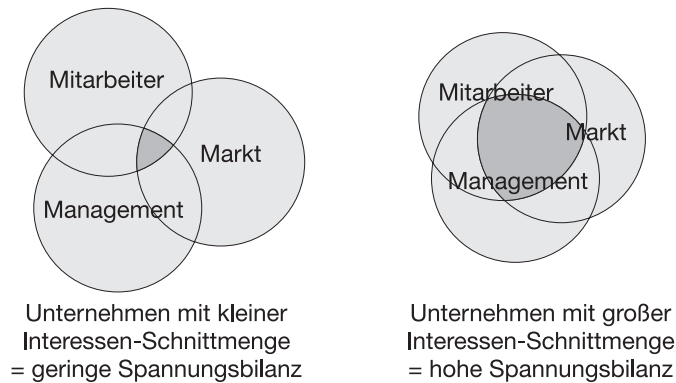 Mitarbeiter
Markt
Management
Unternehmen mit kleiner
Interessen-Schnittmenge
= geringe Spannungsbilanz
Mitarbeiter
Markt
Management
Unternehmen mit großer
Interessen-Schnittmenge
= hohe Spannungsbilanz